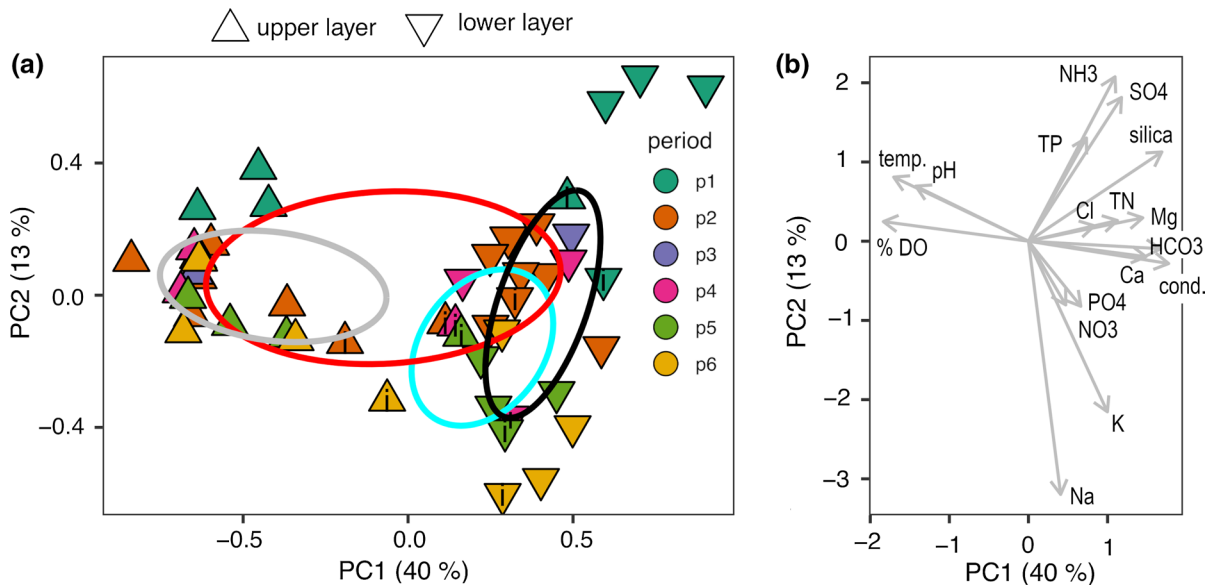 upper layer
lower layer
(a)
PC2 (13 %)
0.4
0.0
−0.4
−0.5
0.0
0.5
PC1 (40 %)
period
p1
p2
p3
p4
p5
p6
i
i
i
i
i
i
i
i
i
i
i
(b)
PC2 (13 %)
2
1
0
−1
−2
−3
−2
−1
0
1
PC1 (40 %)
NH3
SO4
TP
silica
temp.
pH
Cl
TN
Mg
% DO
HCO3
Ca
cond.
PO4
NO3
K
Na